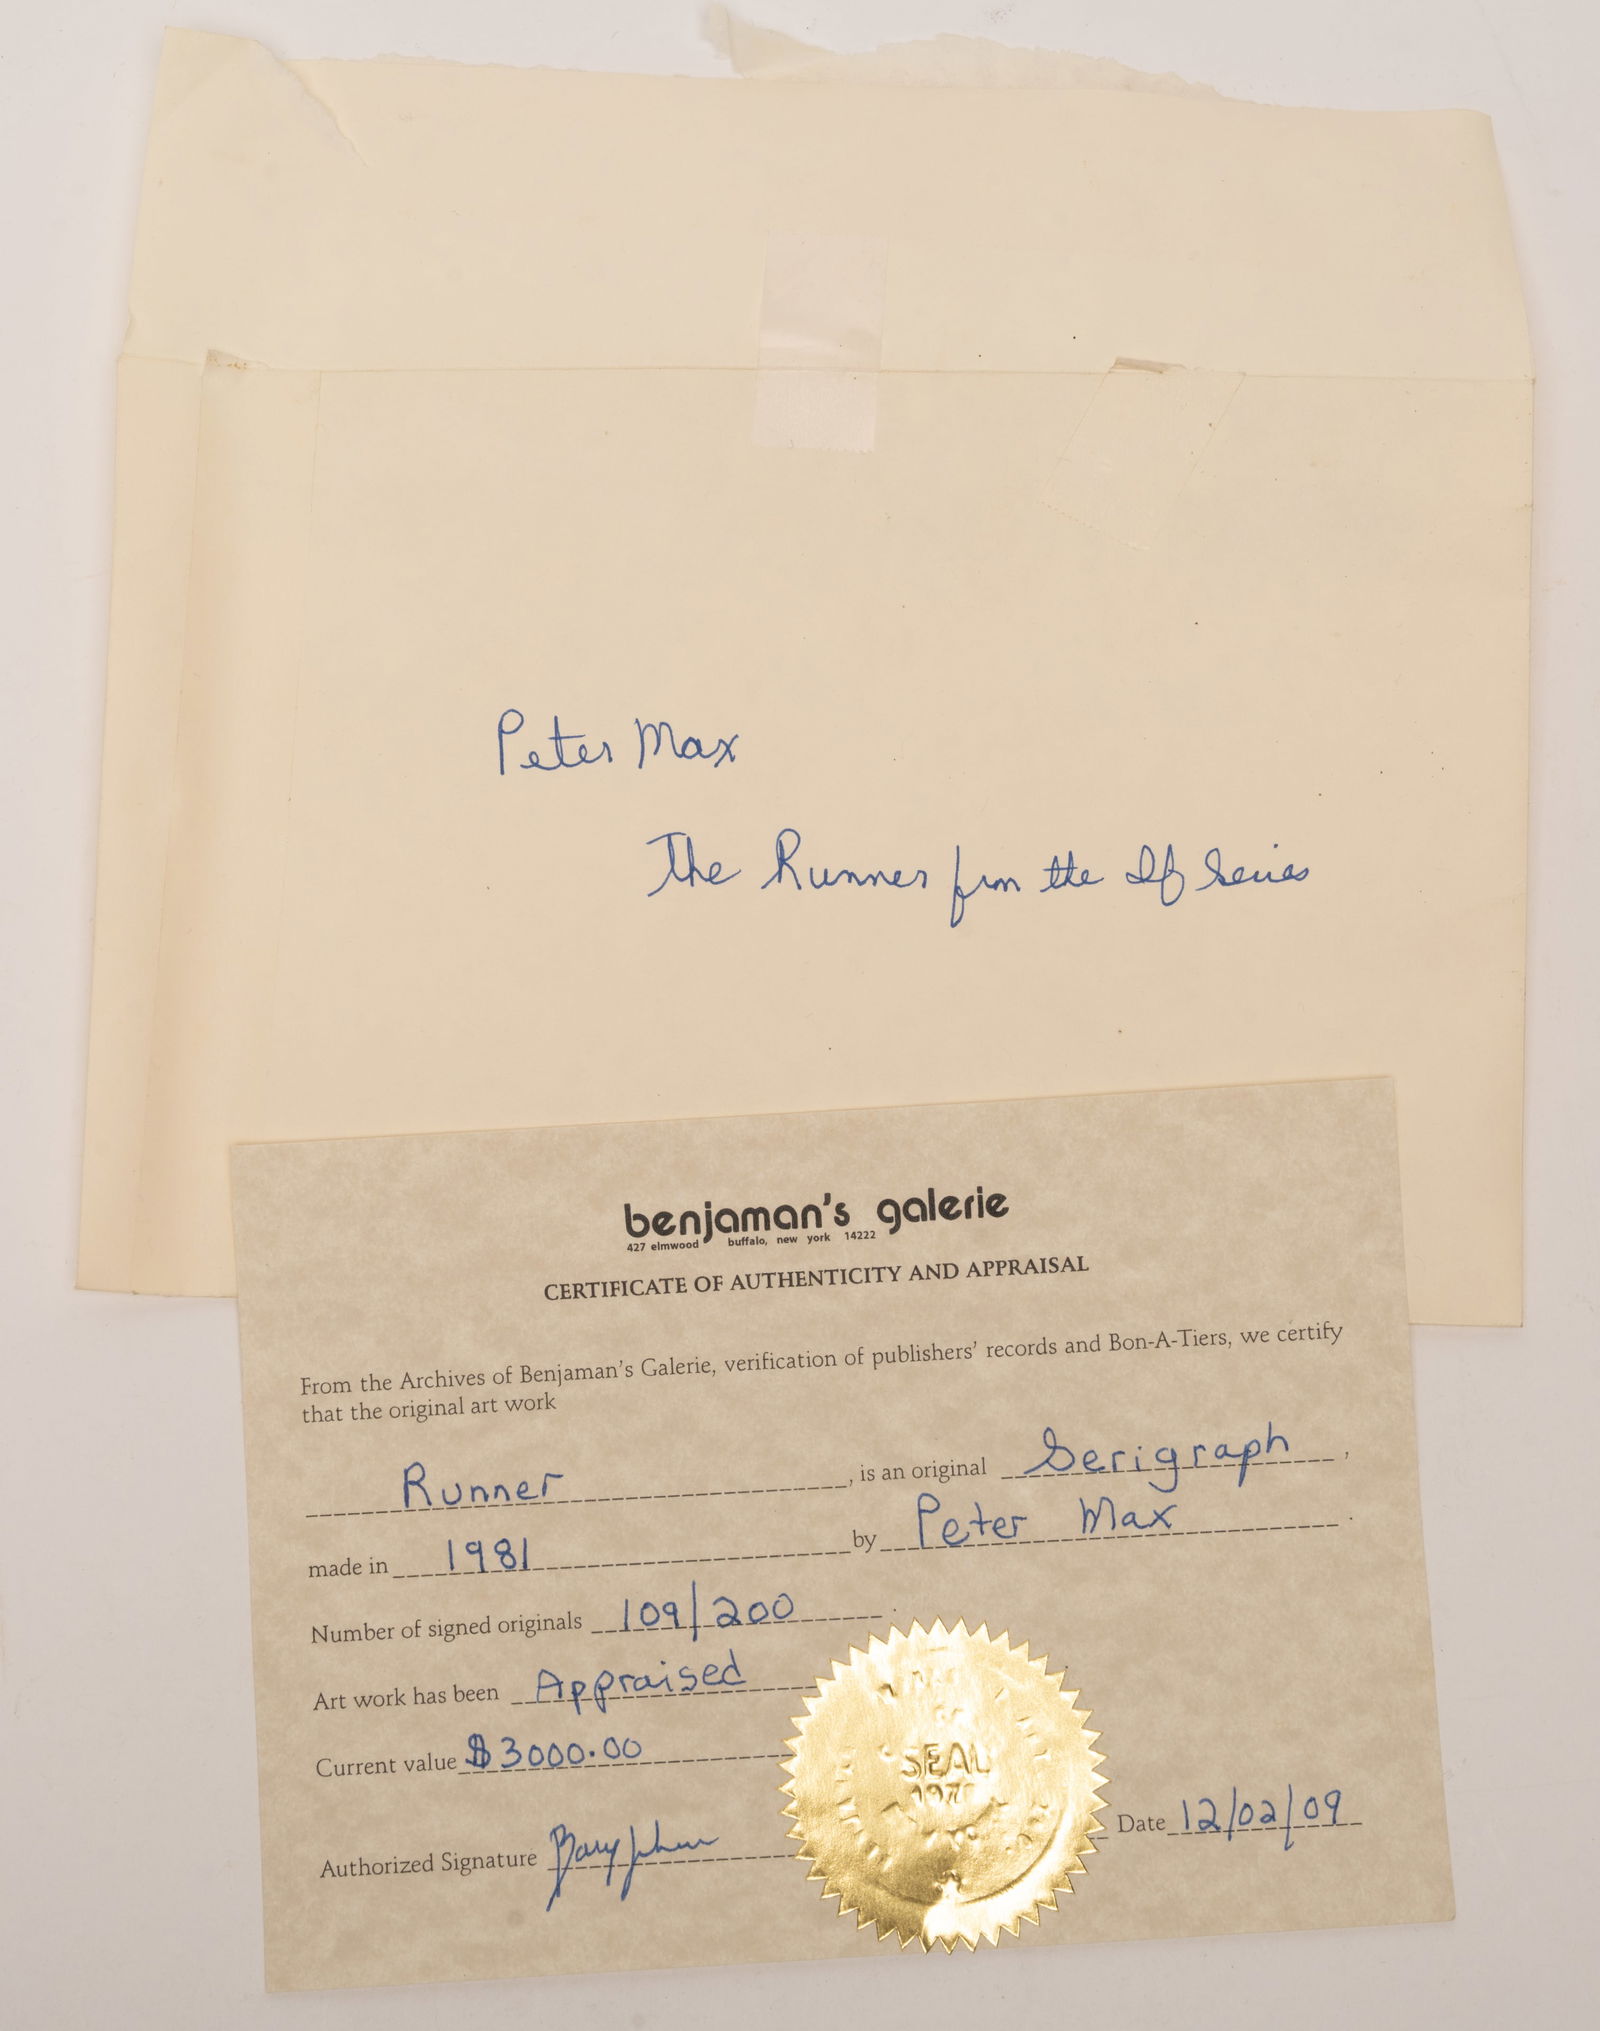 Peter Max
The Runner from the If Series
benjaman's galerie
427 elmwood buffalo, new york 14222
CERTIFICATE OF AUTHENTICITY AND APPRAISAL
From the Archives of Benjaman's Galerie, verification of publishers' records and Bon-A-Tiers, we certify
that the original art work
Runner, is an original Serigraph,
made in 1981 by Peter Max.
Number of signed originals 109/200.
Art work has been Appraised
Current value $3000.00
Authorized Signature Date 12/02/09
SEAL